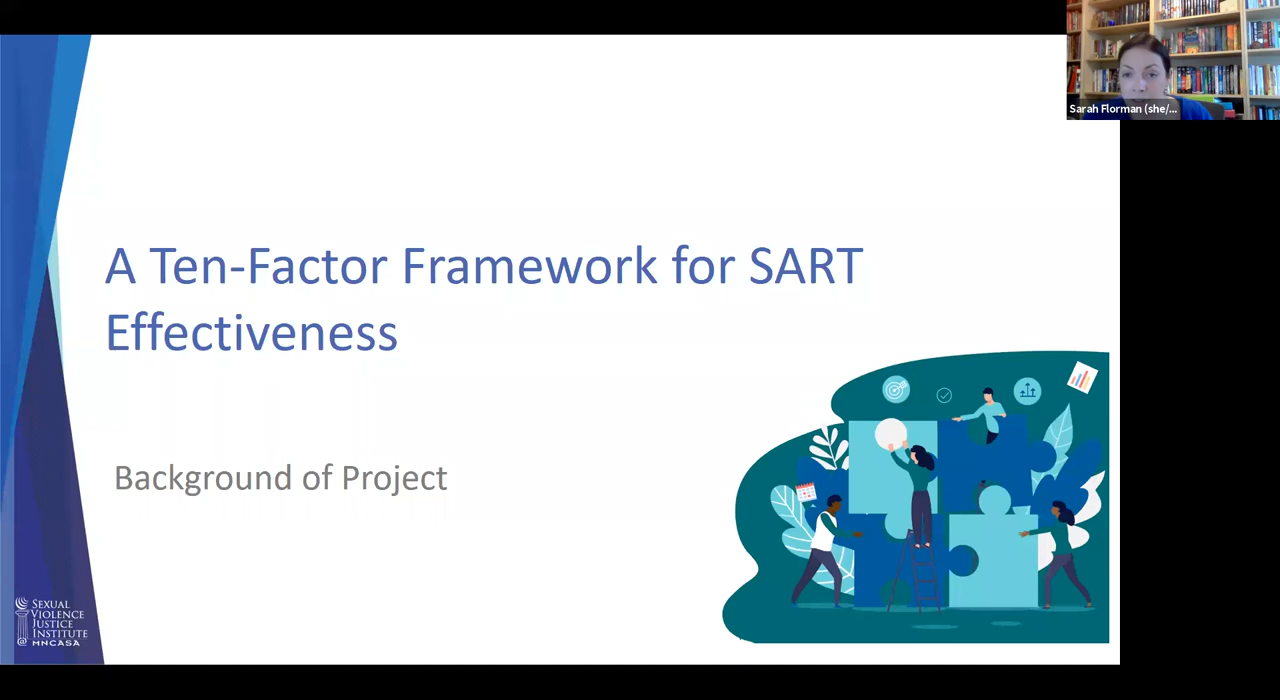 Sarah Florman (she/...
A Ten-Factor Framework for SART
Effectiveness
Background of Project
SEXUAL
VIOLENCE
JUSTICE
INSTITUTE
@ MNCASA